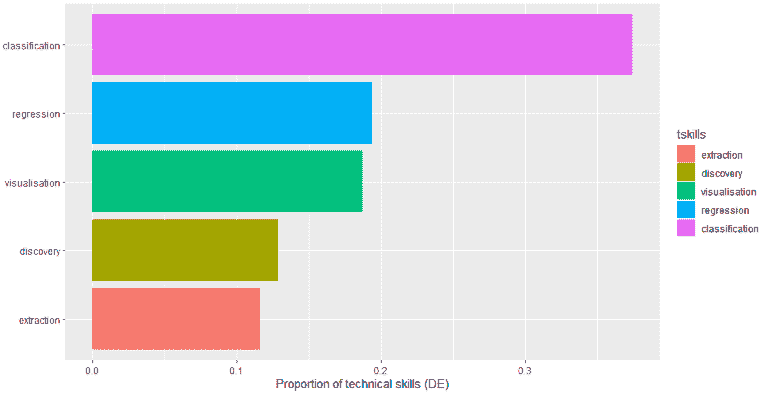 classification
regression
visualisation
discovery
extraction
0.0 0.1 0.2 0.3
Proportion of technical skills (DE)
tskills
extraction
discovery
visualisation
regression
classification